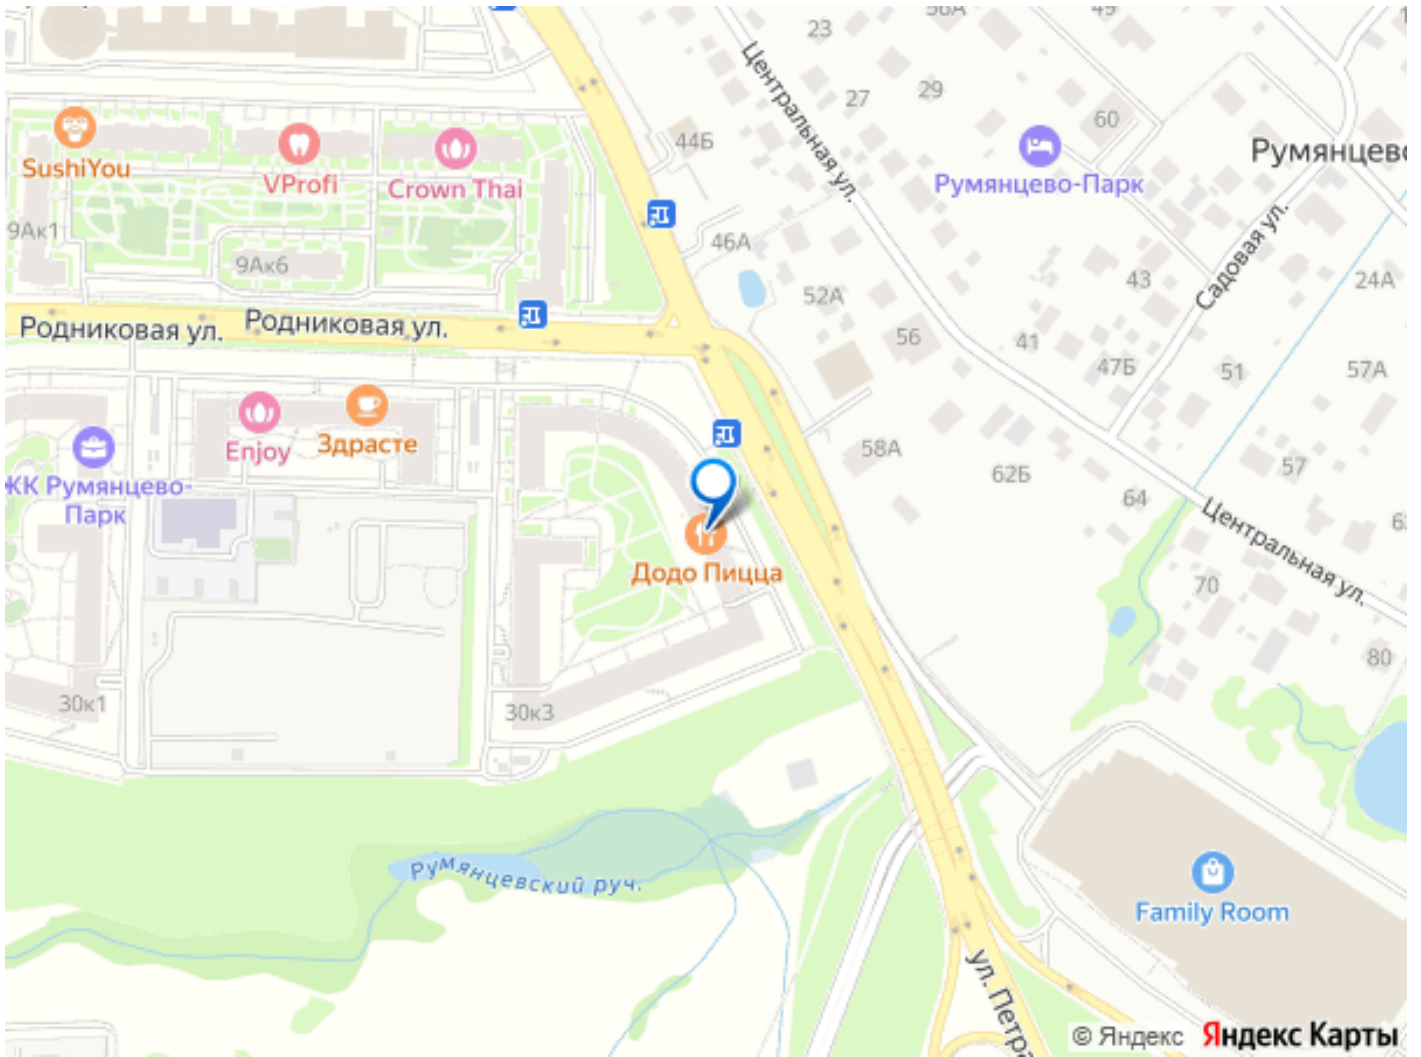 56А
49
23
Центральная ул.
27
29
60
44Б
SushiYou
VProfi
Crown Thai
Румянцево-Парк
Румянцево
9Ак1
9Ак6
46А
Садовая ул.
43
24А
52А
Родниковая ул.
Родниковая ул.
56
41
47Б
51
57А
Enjoy
Здрасте
58А
62Б
57
64
ЖК Румянцево-
Парк
Центральная ул.
Додо Пицца
70
80
30к1
30к3
Румянцевский руч.
Family Room
ул. Петра
© Яндекс
Яндекс Карты